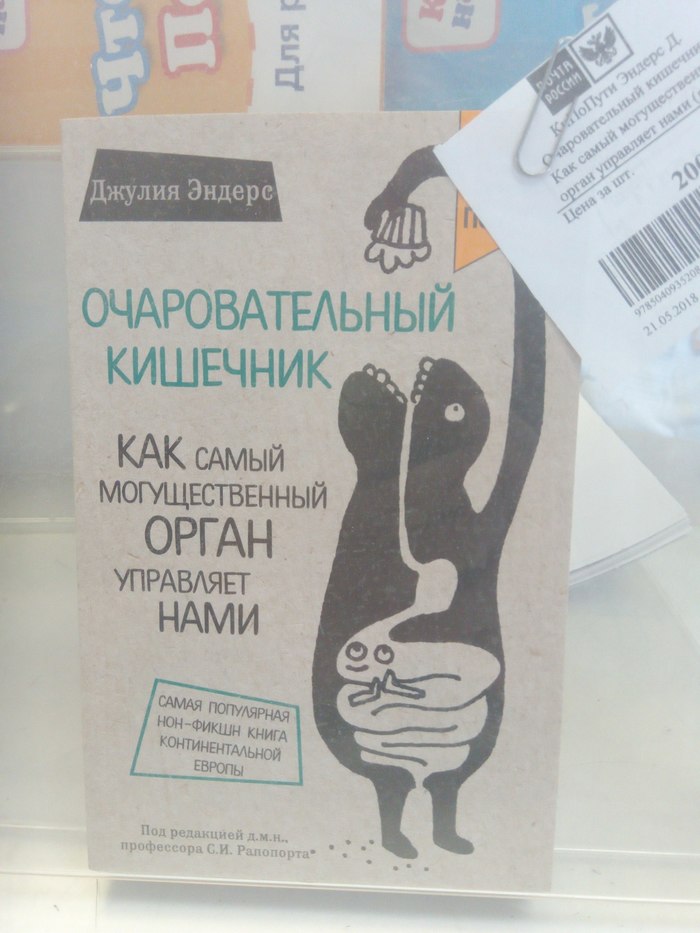 Джулия Эндерс
ОЧАРОВАТЕЛЬНЫЙ
КИШЕЧНИК
КАК САМЫЙ
МОГУЩЕСТВЕННЫЙ
ОРГАН
УПРАВЛЯЕТ
НАМИ
САМАЯ ПОПУЛЯРНАЯ
НОН-ФИКШН КНИГА
КОНТИНЕНТАЛЬНОЙ
ЕВРОПЫ
Под редакцией д.м.н.,
профессора С.И. Рапопорта
ПОЧТА
РОССИИ
КнПоПути Эндерс Д.
Очаровательный кишечник
Как самый могущественный
орган управляет нами
Цена за шт.
21.05.2018
Для